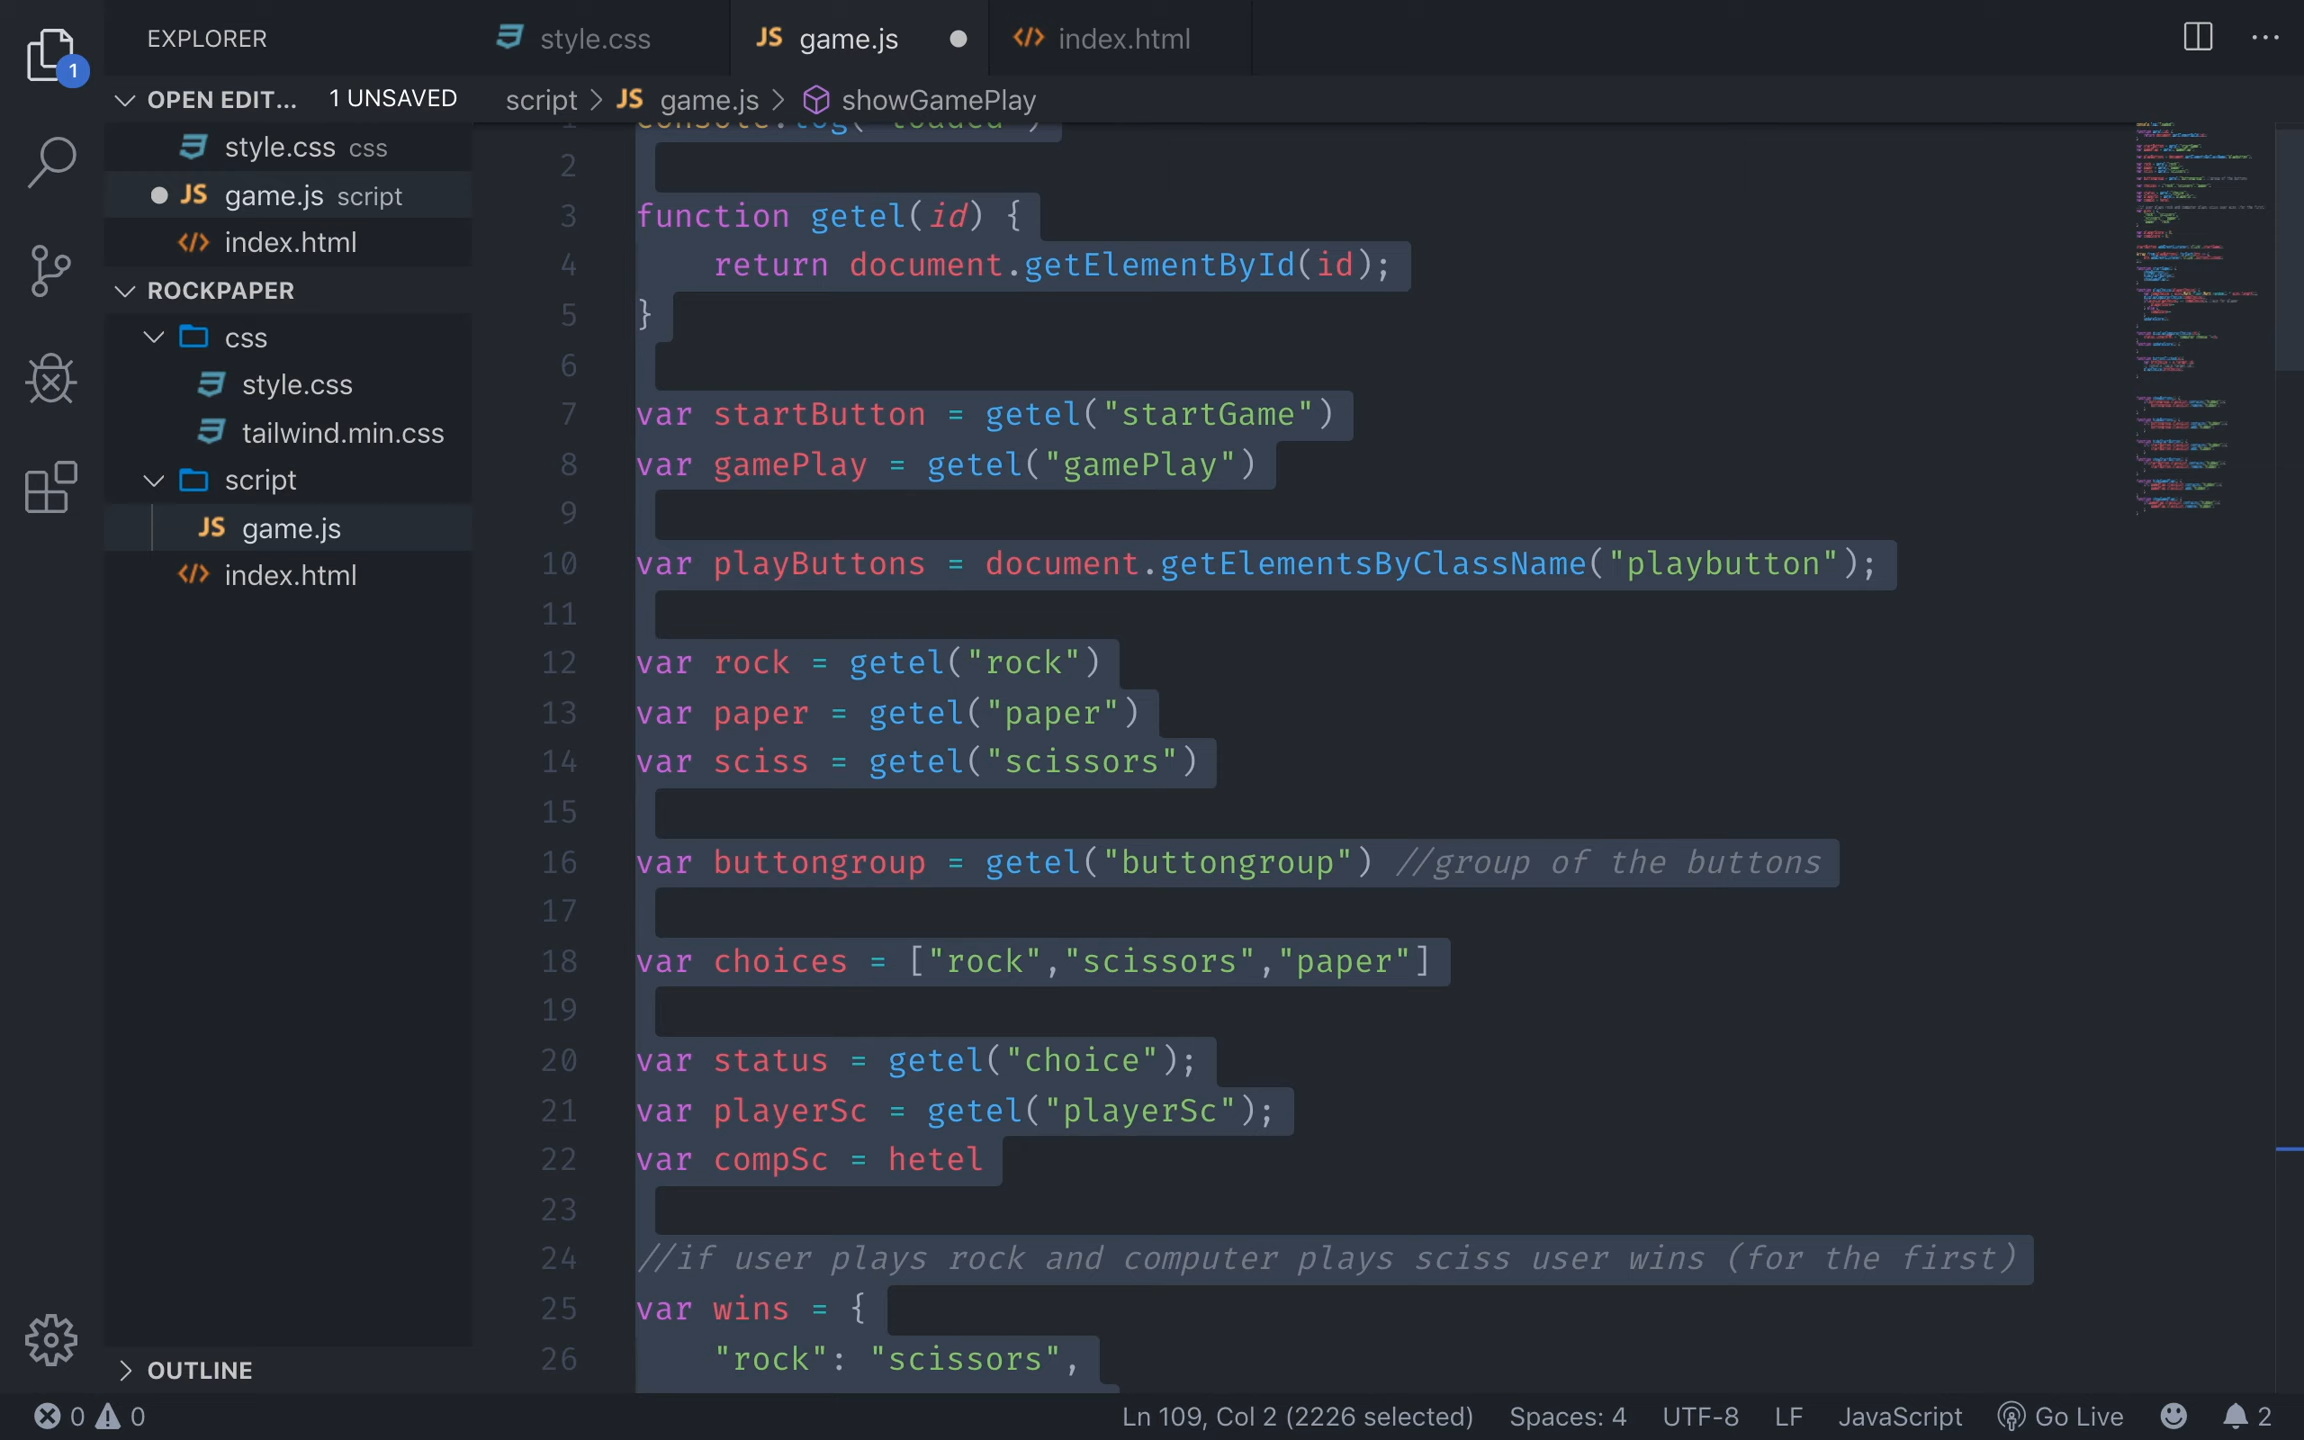 EXPLORER
style.css
JS game.js
index.html
1
OPEN EDIT... 1 UNSAVED
script > JS game.js > showGamePlay
style.css css
JS game.js script
index.html
ROCKPAPER
css
style.css
tailwind.min.css
script
JS game.js
index.html
OUTLINE
1 console.log("loaded")
2
3 function getel(id) {
4 return document.getElementById(id);
5 }
6
7 var startButton = getel("startGame")
8 var gamePlay = getel("gamePlay")
9
10 var playButtons = document.getElementsByClassName("playbutton");
11
12 var rock = getel("rock")
13 var paper = getel("paper")
14 var sciss = getel("scissors")
15
16 var buttongroup = getel("buttongroup") //group of the buttons
17
18 var choices = ["rock","scissors","paper"]
19
20 var status = getel("choice");
21 var playerSc = getel("playerSc");
22 var compSc = hetel
23
24 //if user plays rock and computer plays sciss user wins (for the first)
25 var wins = {
26 "rock": "scissors",
0 0
Ln 109, Col 2 (2226 selected) Spaces: 4 UTF-8 LF JavaScript Go Live 2